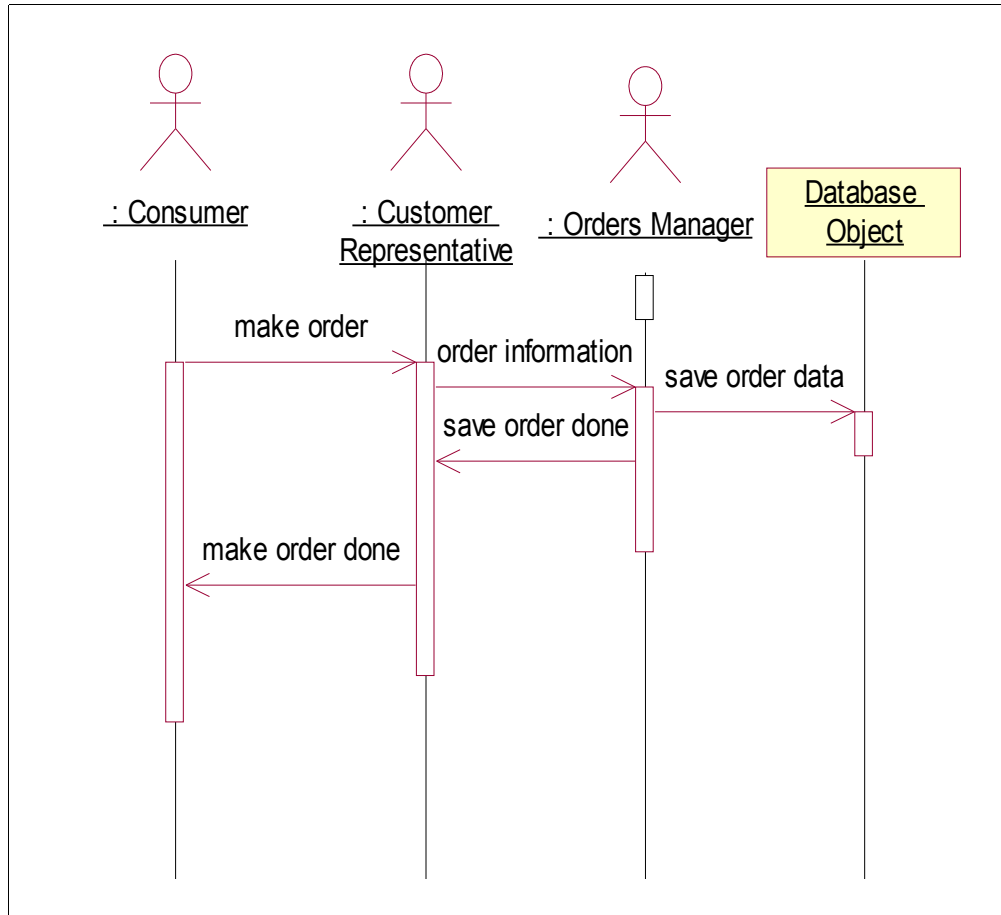 : Consumer
: Customer
Representative
: Orders Manager
Database
Object
make order
order information
save order data
save order done
make order done